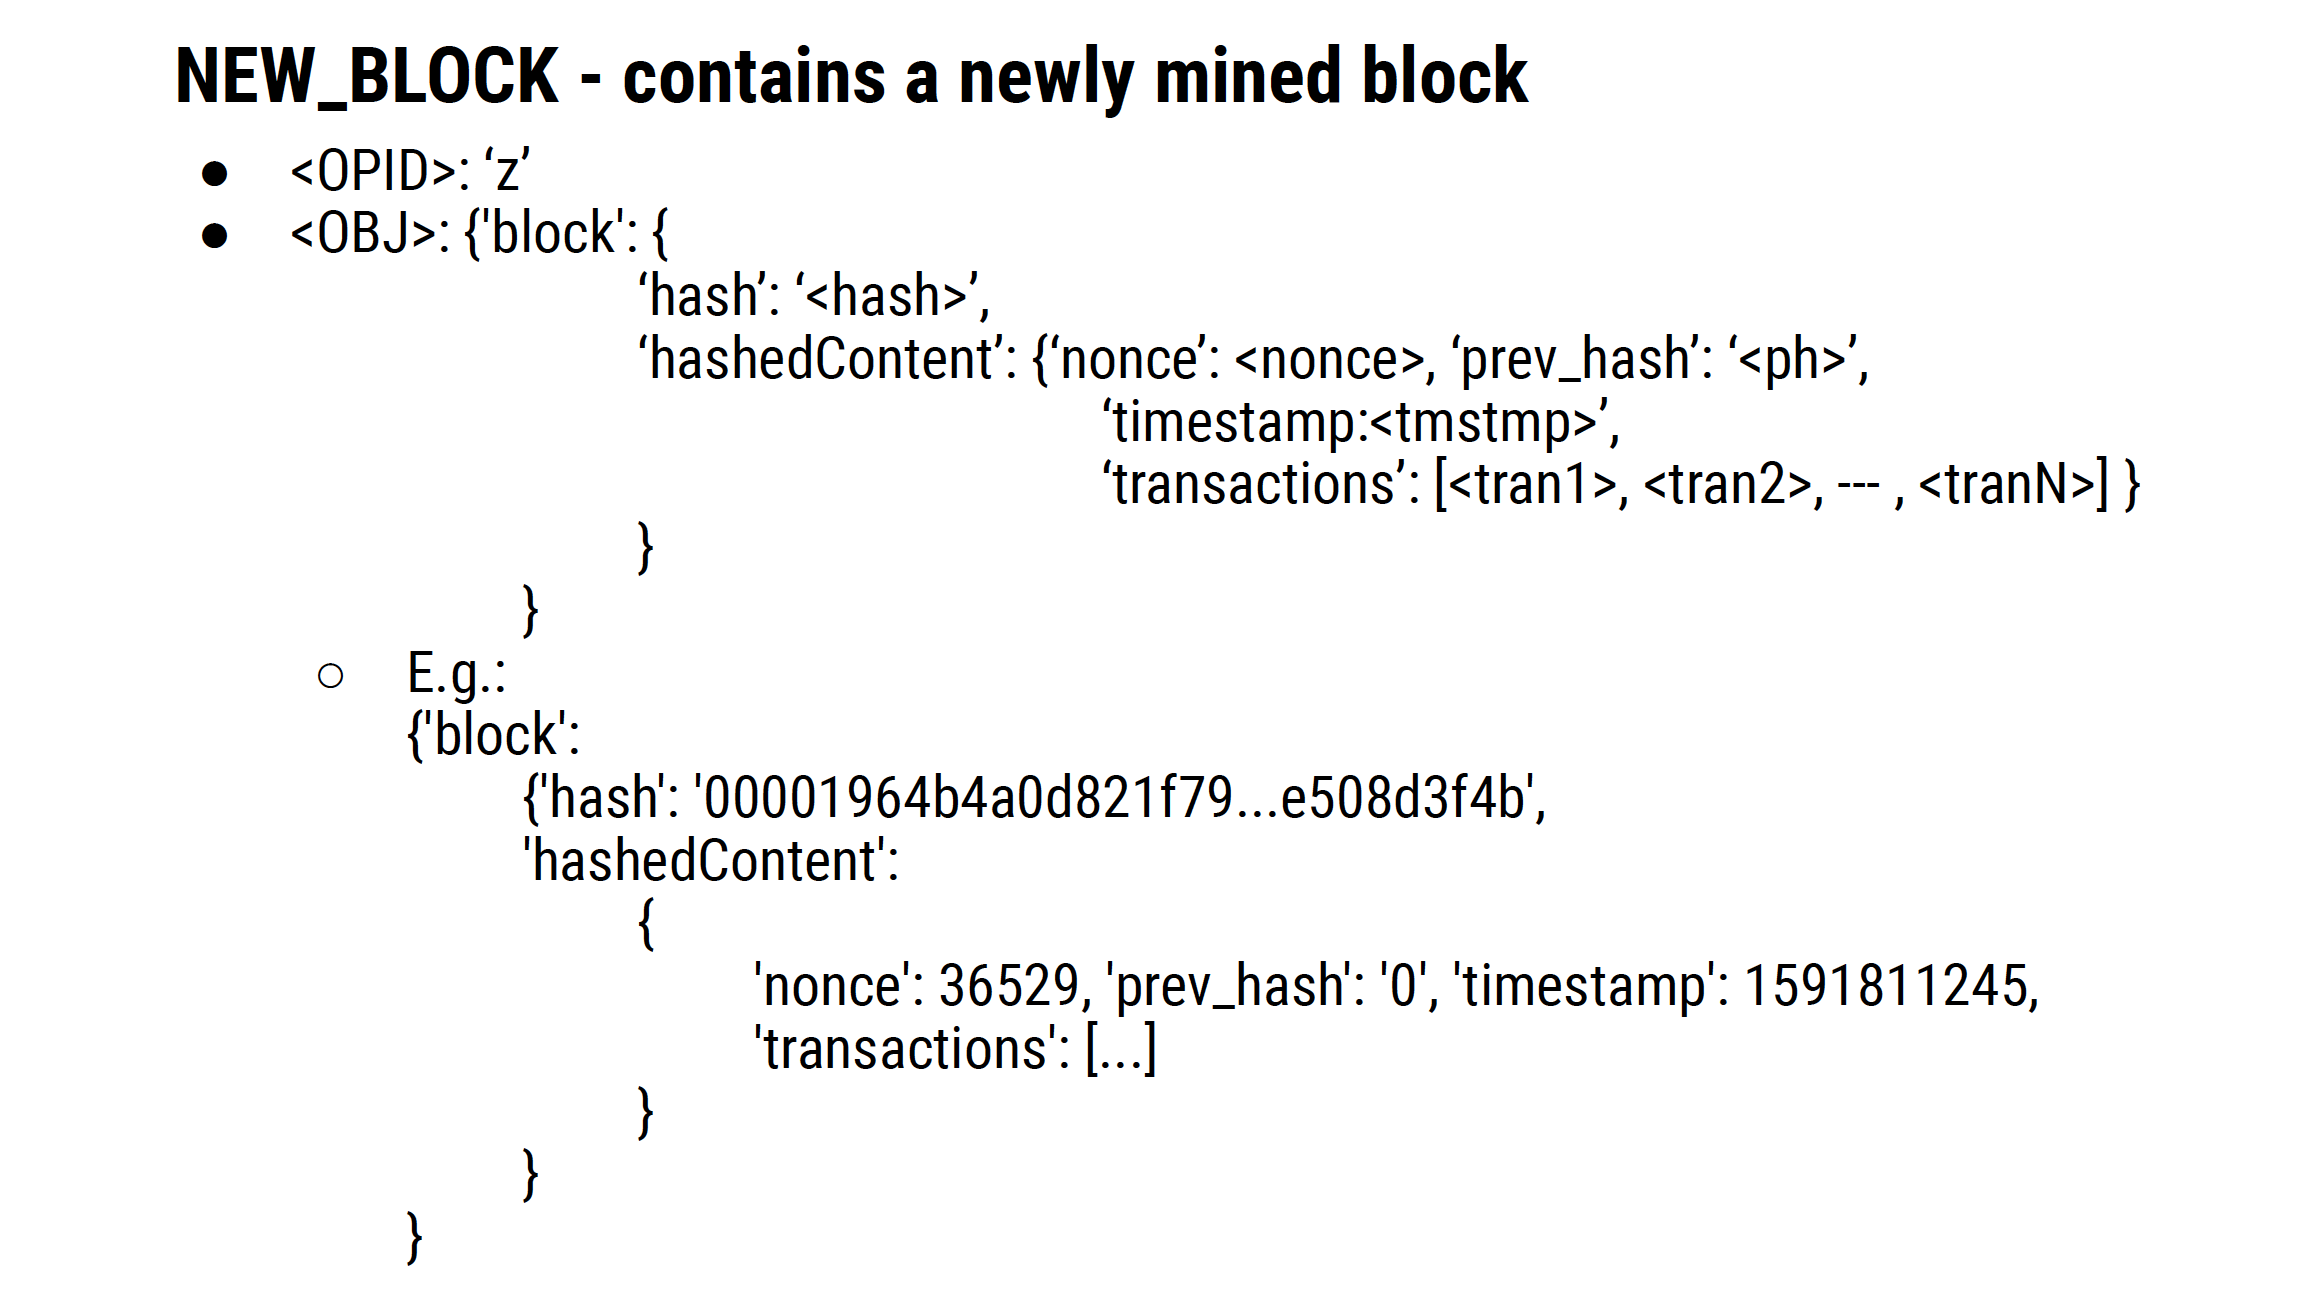 NEW_BLOCK - contains a newly mined block
● <OPID>: ‘z’
● <OBJ>: {'block': {
‘hash’: ‘<hash>’,
‘hashedContent’: {‘nonce’: <nonce>, ‘prev_hash’: ‘<ph>’,
‘timestamp:<tmstmp>’,
‘transactions’: [<tran1>, <tran2>, --- , <tranN>] }
}
}
○ E.g.:
{'block':
{'hash': '00001964b4a0d821f79...e508d3f4b',
'hashedContent':
{
'nonce': 36529, 'prev_hash': '0', 'timestamp': 1591811245,
'transactions': [...]
}
}
}